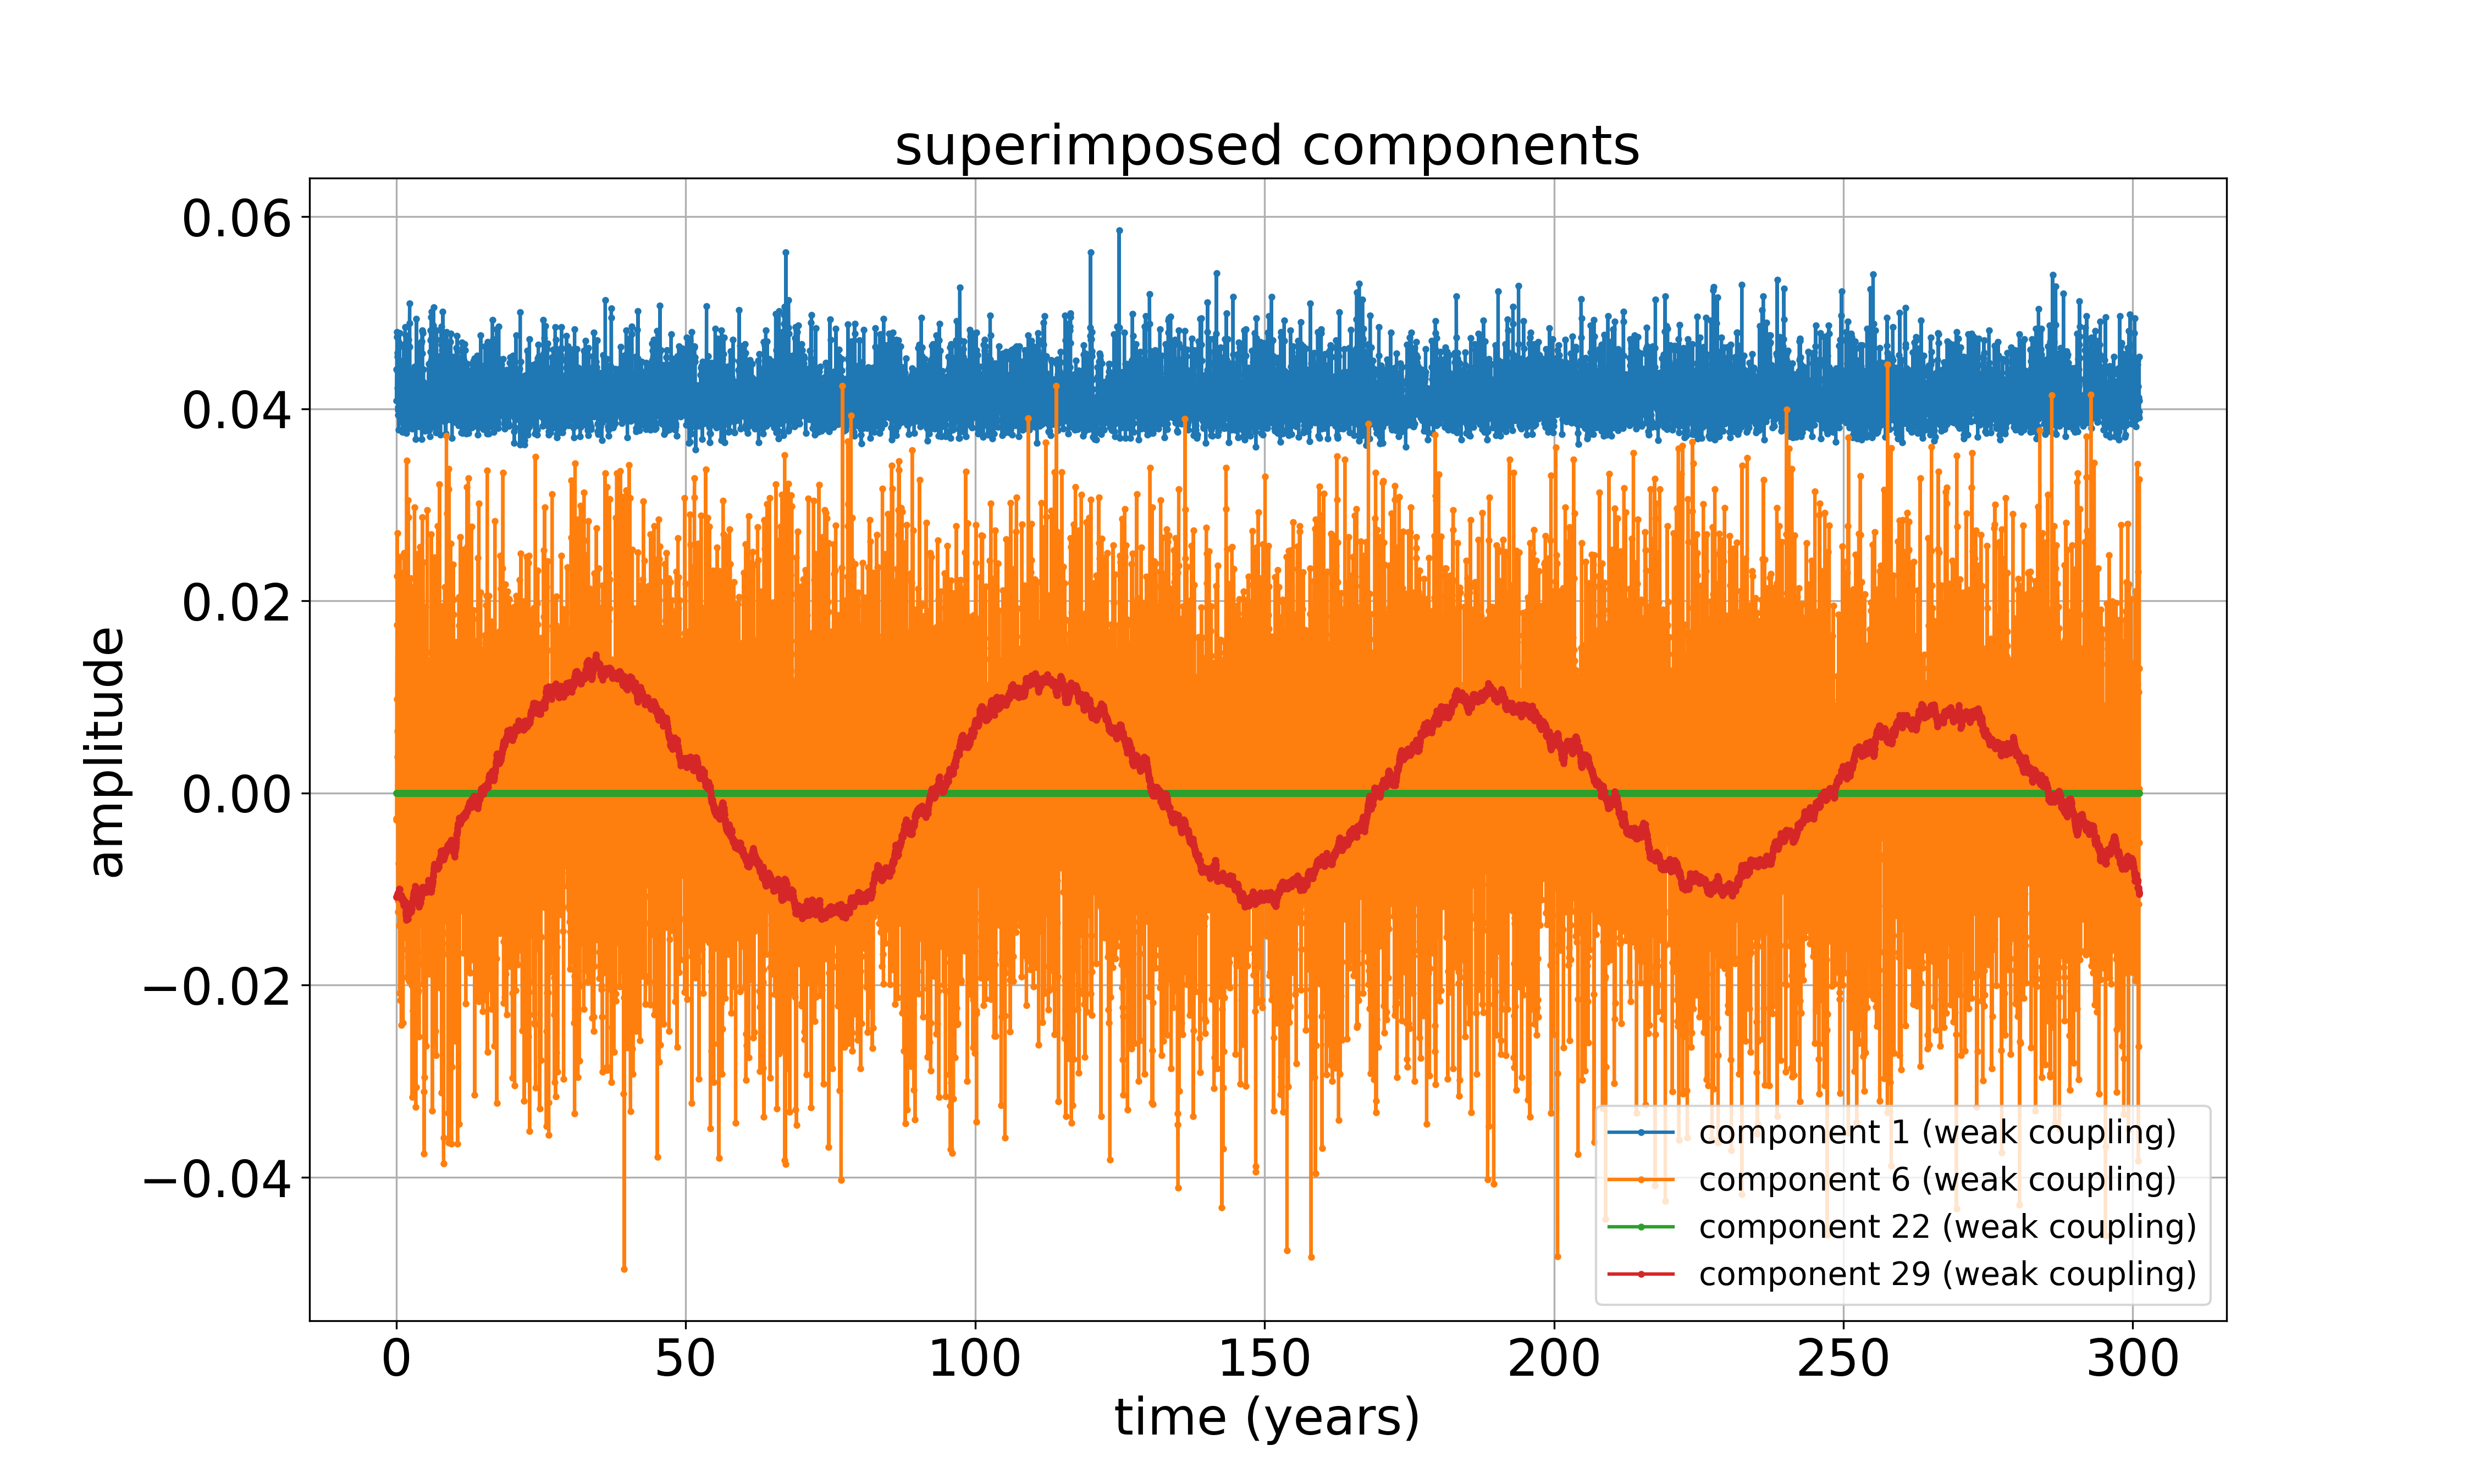 superimposed components
0.06
0.04
0.02
0.00
−0.02
−0.04
amplitude
component 1 (weak coupling)
component 6 (weak coupling)
component 22 (weak coupling)
component 29 (weak coupling)
0 50 100 150 200 250 300
time (years)